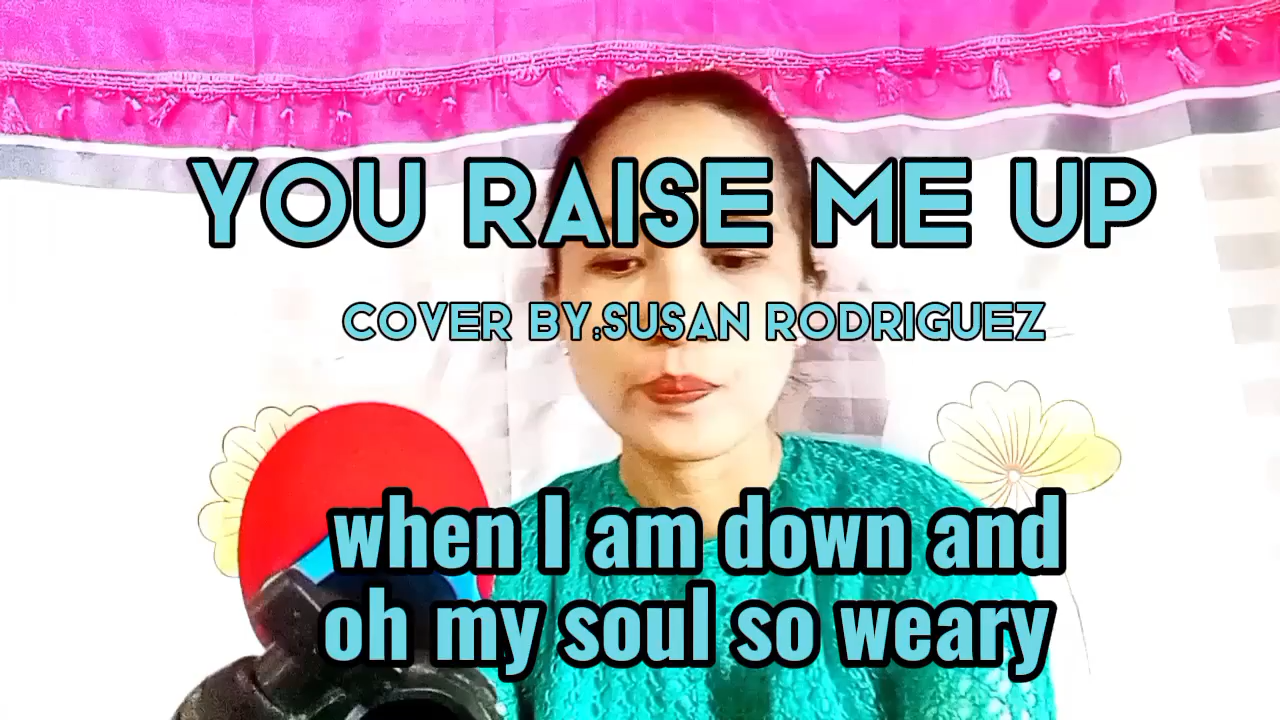 YOU RAISE ME UP
COVER BY:SUSAN RODRIGUEZ
when I am down and
oh my soul so weary